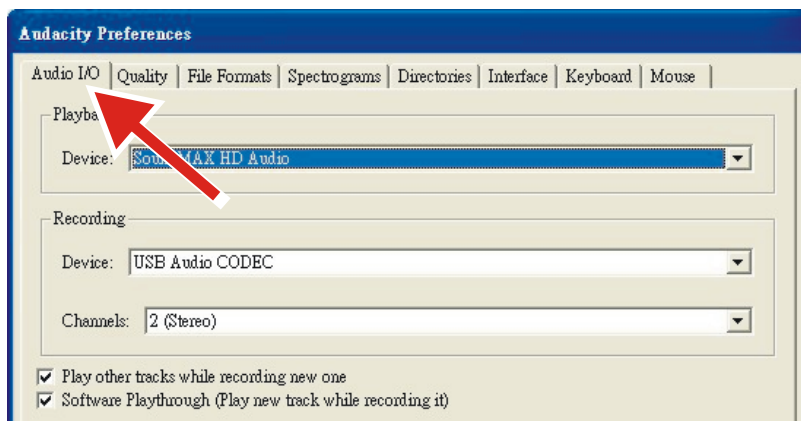 Audacity Preferences
Audio I/O Quality File Formats Spectrograms Directories Interface Keyboard Mouse
Device: HD Audio
Recording
Device: USB Audio CODEC
Channels: 2 (Stereo)
Play other tracks while recording new one
Software Playthrough (Play new track while recording it)